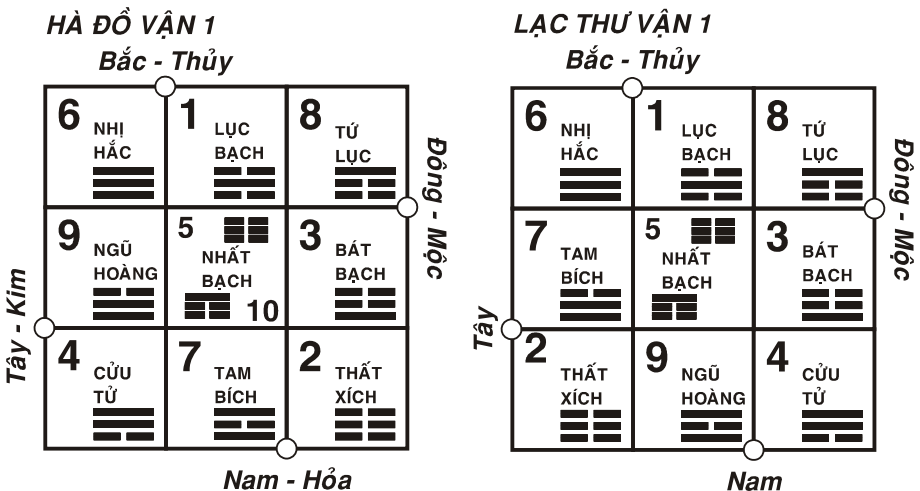 HÀ ĐỒ VẬN 1
Bắc - Thủy
6
NHỊ
HẮC
1
LỤC
BẠCH
8
TỨ
LỤC
Đông - Mộc
9
NGŨ
HOÀNG
5
NHẤT
BẠCH
10
3
BÁT
BẠCH
Tây - Kim
4
CỬU
TỬ
7
TAM
BÍCH
2
THẤT
XÍCH
Nam - Hỏa
LẠC THƯ VẬN 1
Bắc - Thủy
6
NHỊ
HẮC
1
LỤC
BẠCH
8
TỨ
LỤC
Đông - Mộc
7
TAM
BÍCH
5
NHẤT
BẠCH
3
BÁT
BẠCH
Tây
2
THẤT
XÍCH
9
NGŨ
HOÀNG
4
CỬU
TỬ
Nam